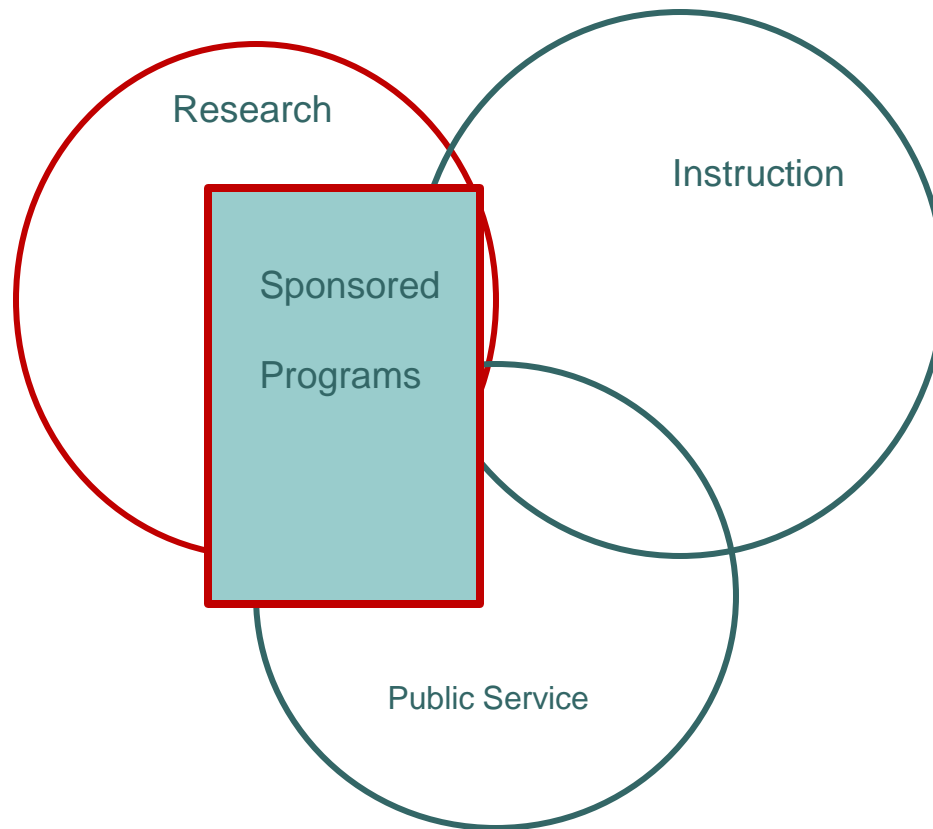 Research
Instruction
Sponsored
Programs
Public Service